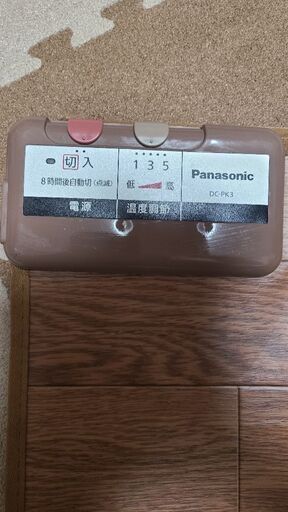 切 入
8時間後自動切(点滅)
電源
1 3 5
低 高
温度調節
Panasonic
DC-PK3